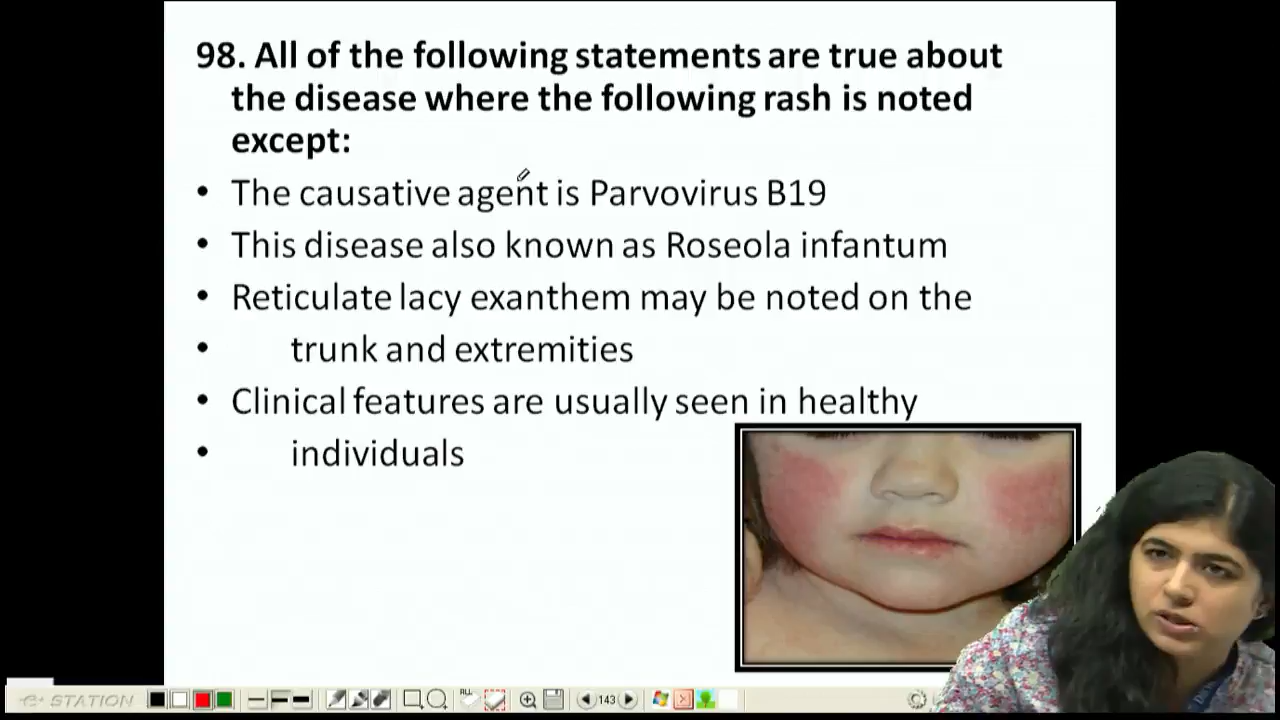 98. All of the following statements are true about
the disease where the following rash is noted
except:
• The causative agent is Parvovirus B19
• This disease also known as Roseola infantum
• Reticulate lacy exanthem may be noted on the
• trunk and extremities
• Clinical features are usually seen in healthy
• individuals
STATION
ALL
143